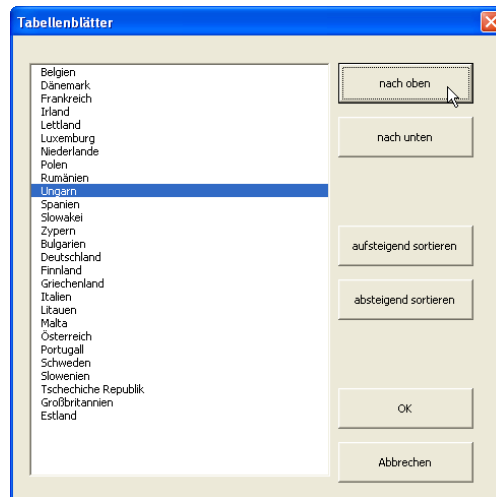 Tabellenblätter
Belgien
Dänemark
Frankreich
Irland
Lettland
Luxemburg
Niederlande
Polen
Rumänien
Ungarn
Spanien
Slowakei
Zypern
Bulgarien
Deutschland
Finnland
Griechenland
Italien
Litauen
Malta
Österreich
Portugall
Schweden
Slowenien
Tschechiche Republik
Großbritannien
Estland
nach oben
nach unten
aufsteigend sortieren
absteigend sortieren
OK
Abbrechen